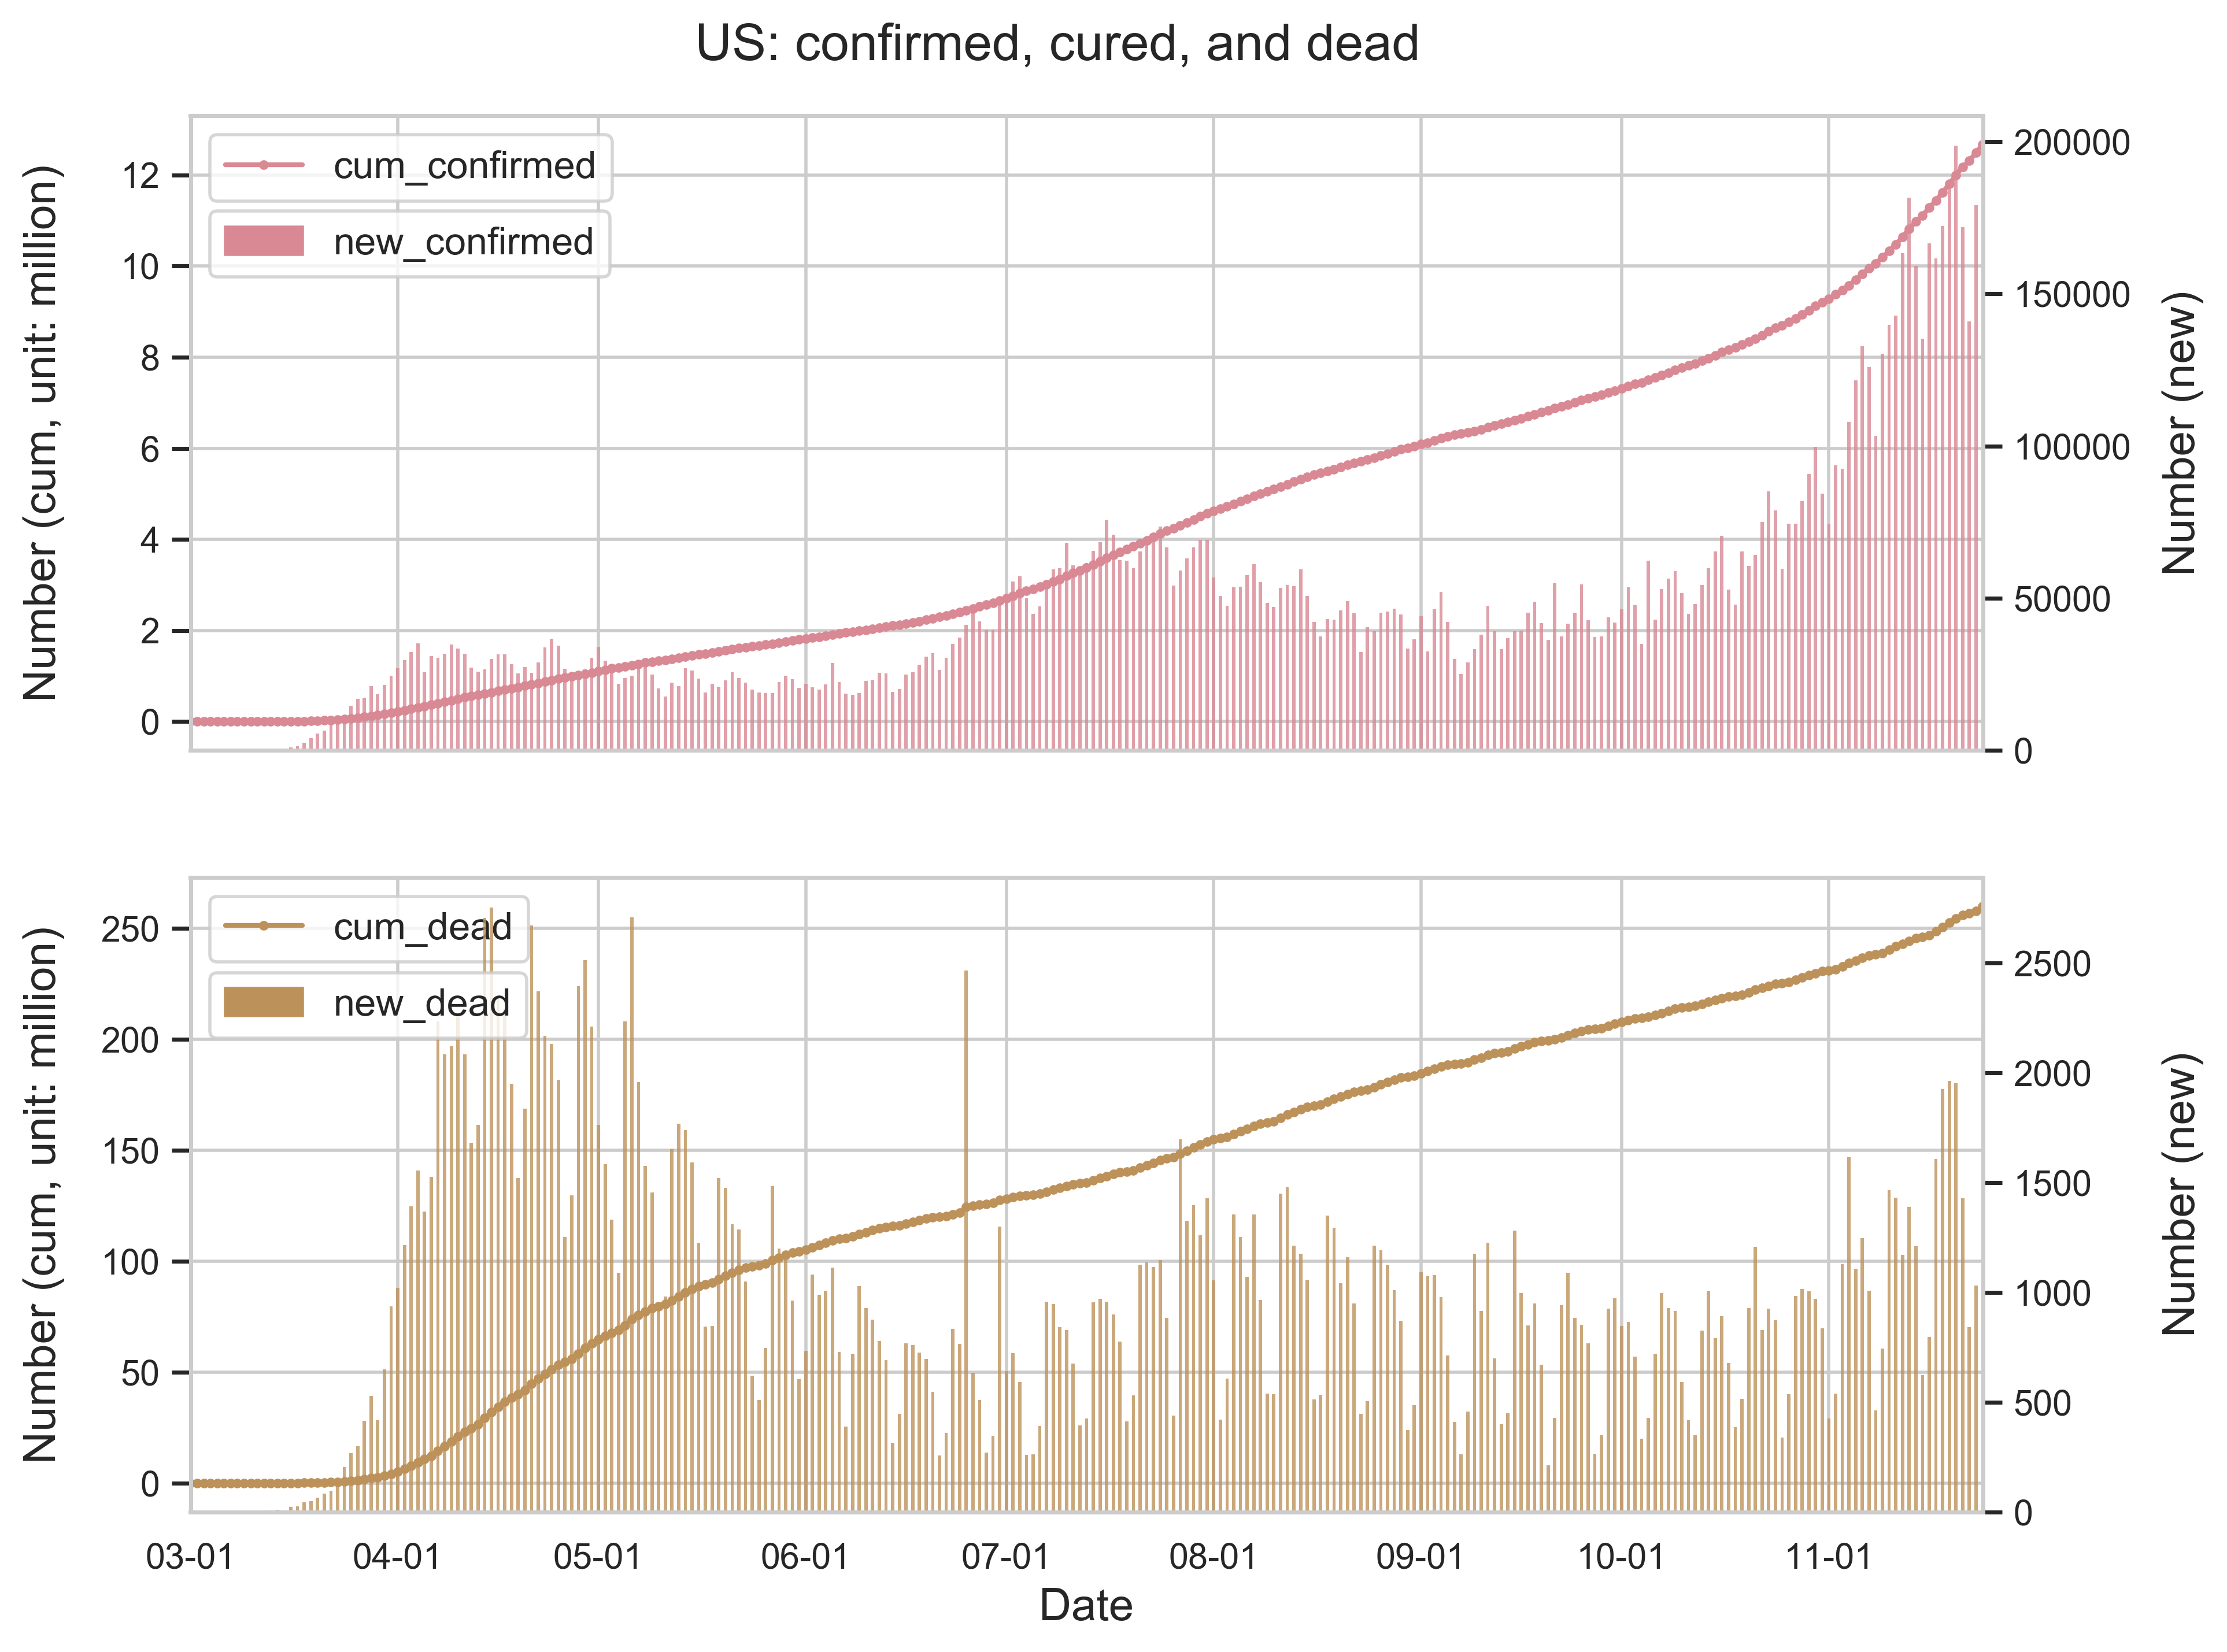 US: confirmed, cured, and dead
cum_confirmed
new_confirmed
Number (cum, unit: million)
12
10
8
6
4
2
0
200000
150000
100000
50000
0
Number (new)
cum_dead
new_dead
Number (cum, unit: million)
250
200
150
100
50
0
2500
2000
1500
1000
500
0
Number (new)
03-01 04-01 05-01 06-01 07-01 08-01 09-01 10-01 11-01
Date